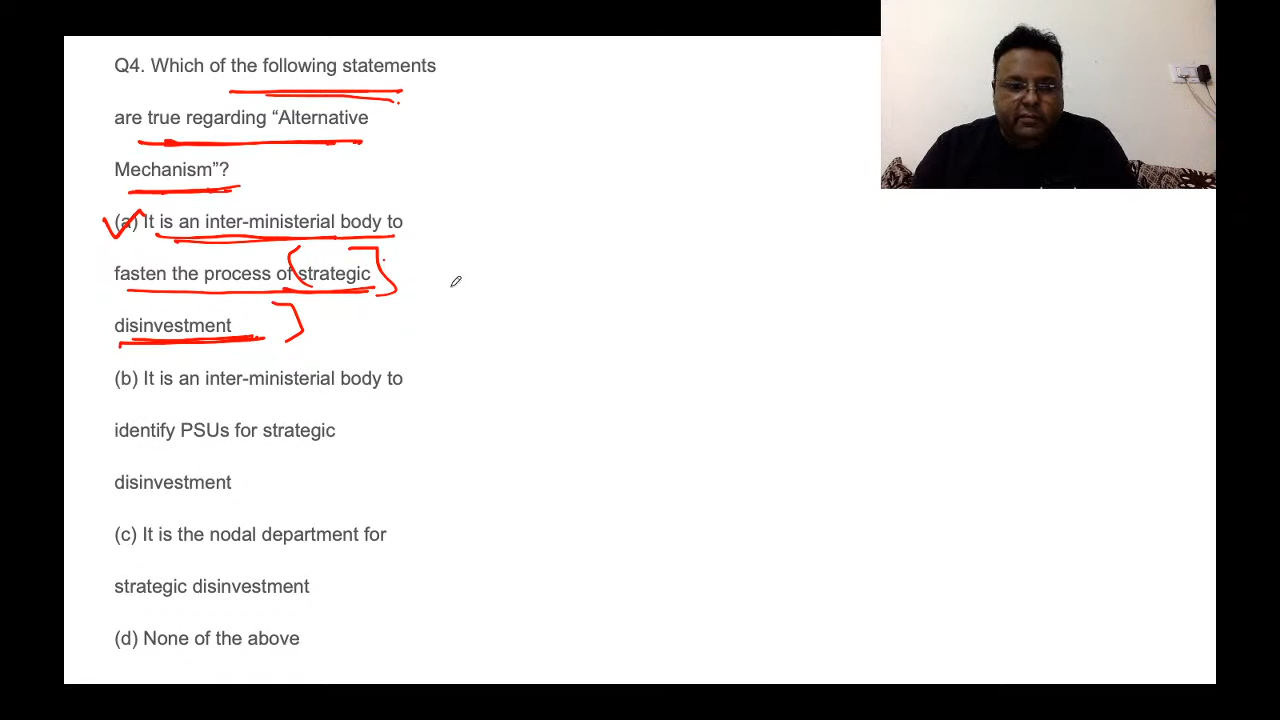 Q4. Which of the following statements
are true regarding “Alternative
Mechanism”?
(a) It is an inter-ministerial body to
fasten the process of strategic
disinvestment
(b) It is an inter-ministerial body to
identify PSUs for strategic
disinvestment
(c) It is the nodal department for
strategic disinvestment
(d) None of the above